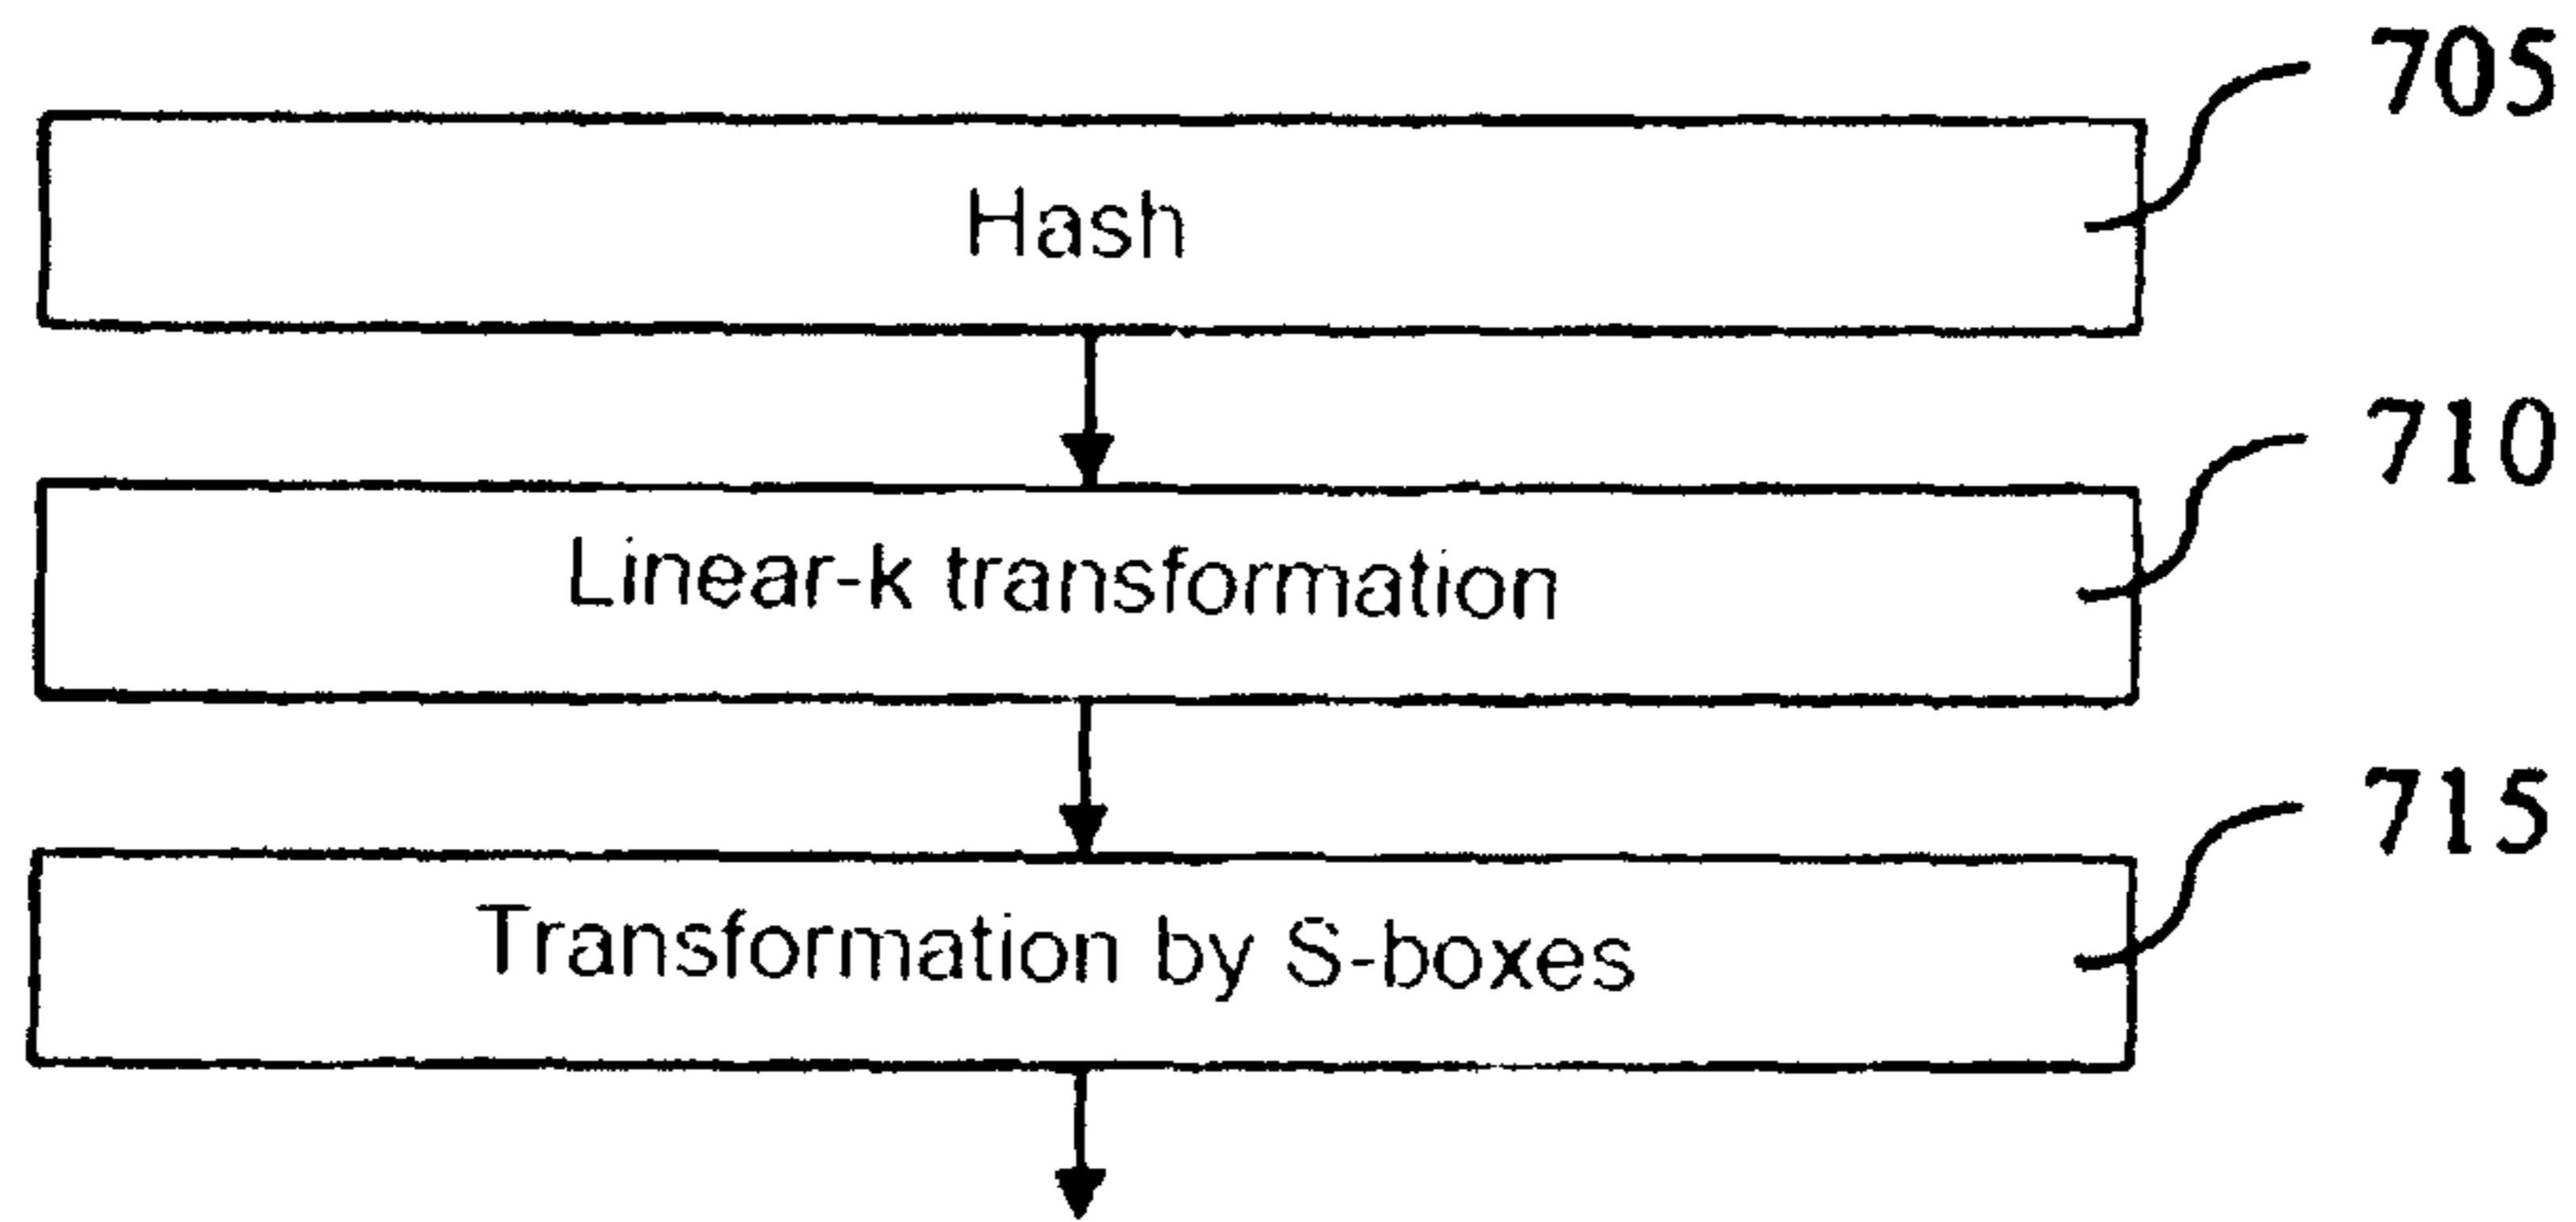 705
Hash
710
Linear-k transformation
715
Transformation by S-boxes